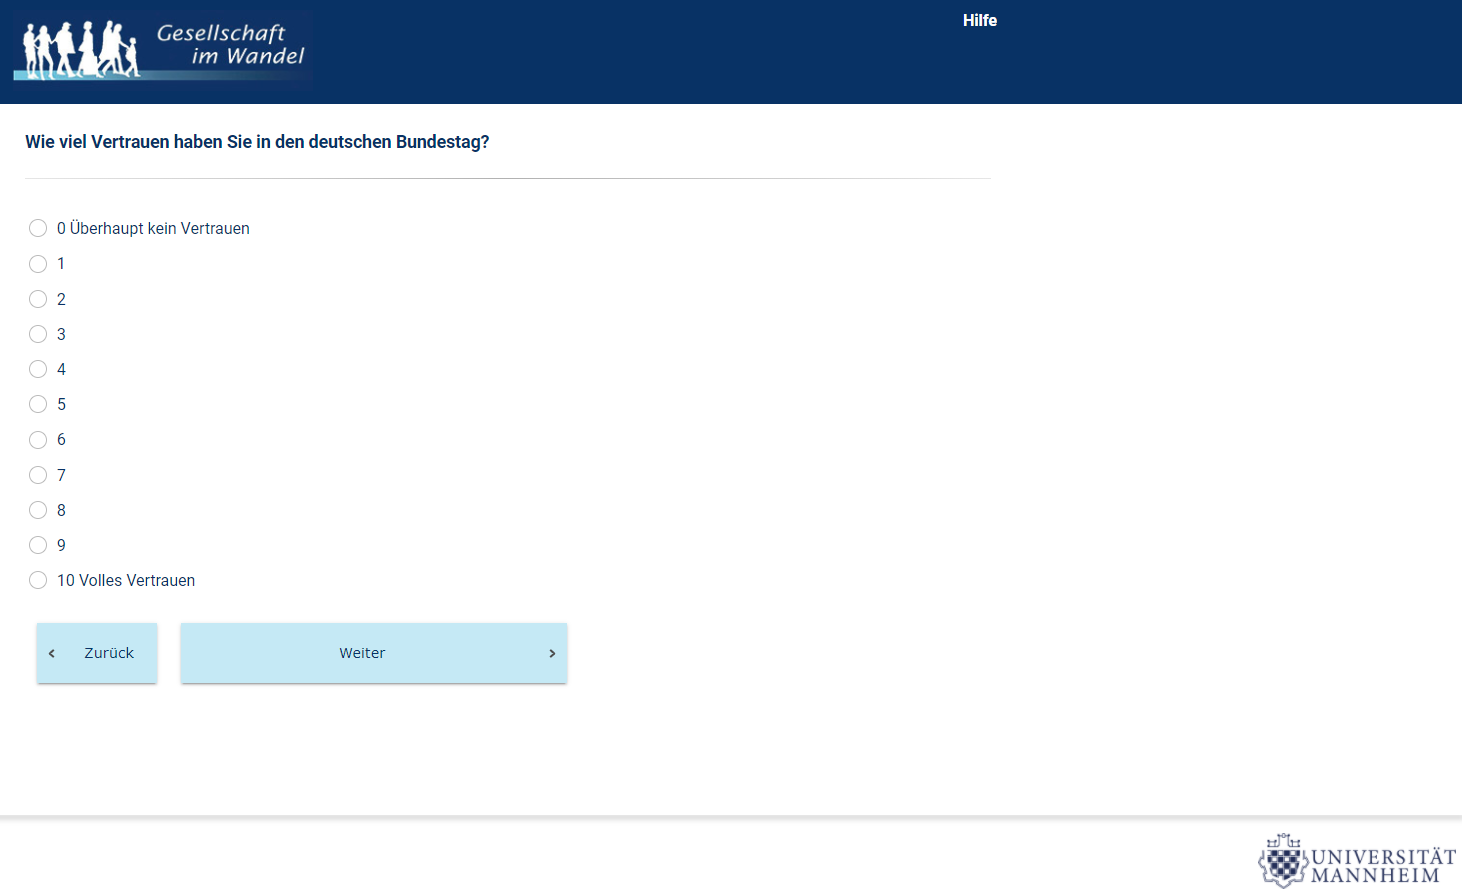 Gesellschaft
im Wandel
Hilfe
Wie viel Vertrauen haben Sie in den deutschen Bundestag?
0 Überhaupt kein Vertrauen
1
2
3
4
5
6
7
8
9
10 Volles Vertrauen
‹ Zurück
Weiter ›
UNIVERSITÄT
MANNHEIM